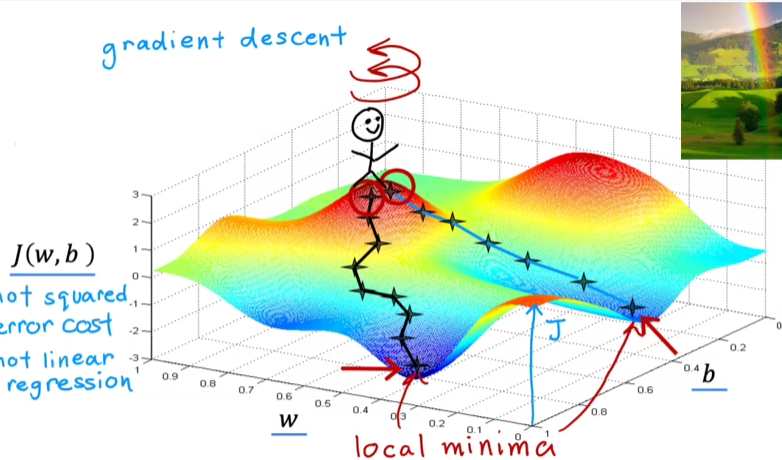 gradient descent
J(w,b)
not squared
error cost
not linear
regression
3
2
1
0
-1
-2
-3
1
0.9
0.8
0.7
0.6
0.5
0.4
0.3
0.2
0.1
0
w
1
0.8
0.6
0.4
0.2
0
b
J
local minima